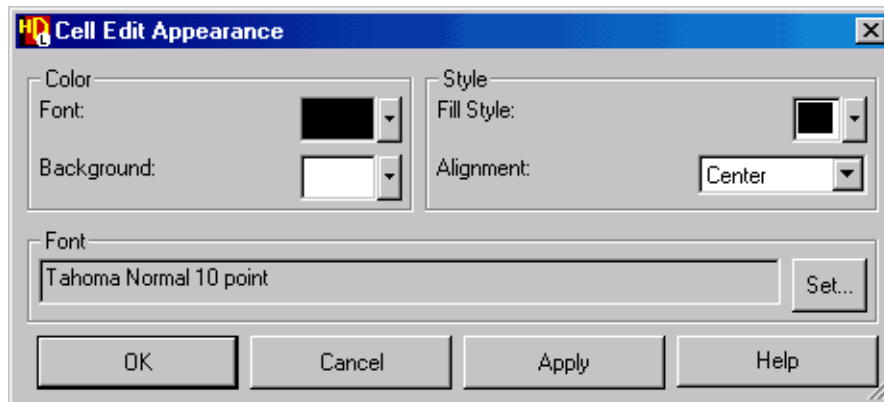 HDL Cell Edit Appearance
Color
Font:
Background:
Style
Fill Style:
Alignment:
Center
Font
Tahoma Normal 10 point
Set...
OK
Cancel
Apply
Help